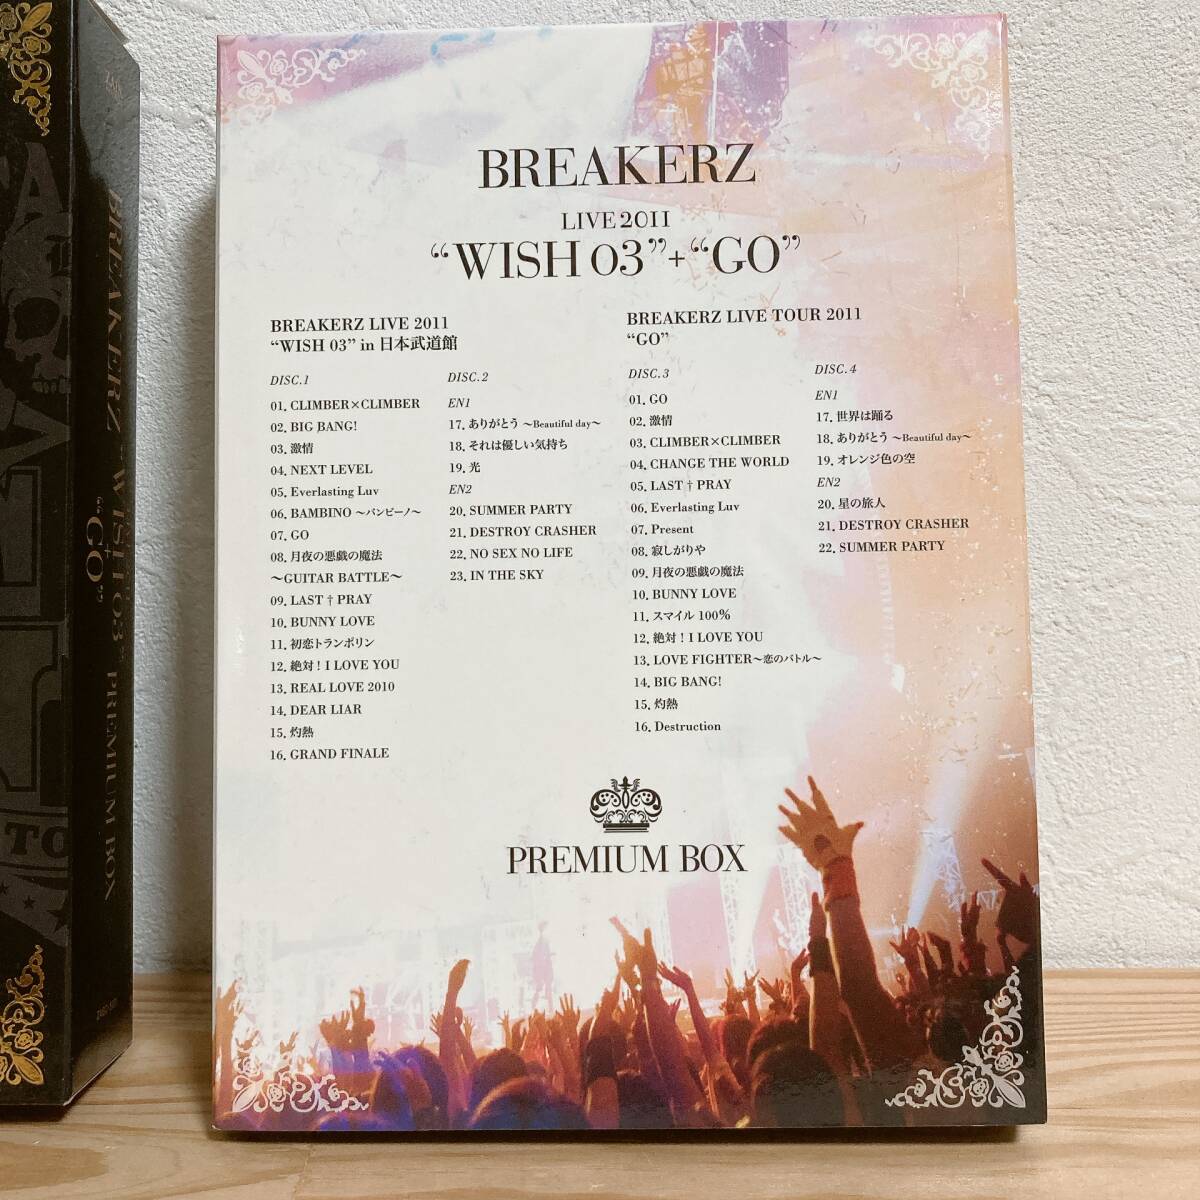 BREAKERZ
LIVE 2011
“WISH 03”+“GO”
BREAKERZ LIVE 2011
“WISH 03” in 日本武道館
DISC.1
01. CLIMBER×CLIMBER
02. BIG BANG!
03. 激情
04. NEXT LEVEL
05. Everlasting Luv
06. BAMBINO 〜バンビーノ〜
07. GO
08. 月夜の悪戯の魔法
〜GUITAR BATTLE〜
09. LAST†PRAY
10. BUNNY LOVE
11. 初恋トランポリン
12. 絶対！I LOVE YOU
13. REAL LOVE 2010
14. DEAR LIAR
15. 灼熱
16. GRAND FINALE
DISC.2
EN1
17. ありがとう 〜Beautiful day〜
18. それは優しい気持ち
19. 光
EN2
20. SUMMER PARTY
21. DESTROY CRASHER
22. NO SEX NO LIFE
23. IN THE SKY
BREAKERZ LIVE TOUR 2011
“GO”
DISC.3
01. GO
02. 激情
03. CLIMBER×CLIMBER
04. CHANGE THE WORLD
05. LAST†PRAY
06. Everlasting Luv
07. Present
08. 寂しがりや
09. 月夜の悪戯の魔法
10. BUNNY LOVE
11. スマイル 100%
12. 絶対！I LOVE YOU
13. LOVE FIGHTER〜恋のバトル〜
14. BIG BANG!
15. 灼熱
16. Destruction
DISC.4
EN1
17. 世界は踊る
18. ありがとう 〜Beautiful day〜
19. オレンジ色の空
EN2
20. 星の旅人
21. DESTROY CRASHER
22. SUMMER PARTY
PREMIUM BOX
BREAKERZ “WISH 03” + “GO” PREMIUM BOX
TO